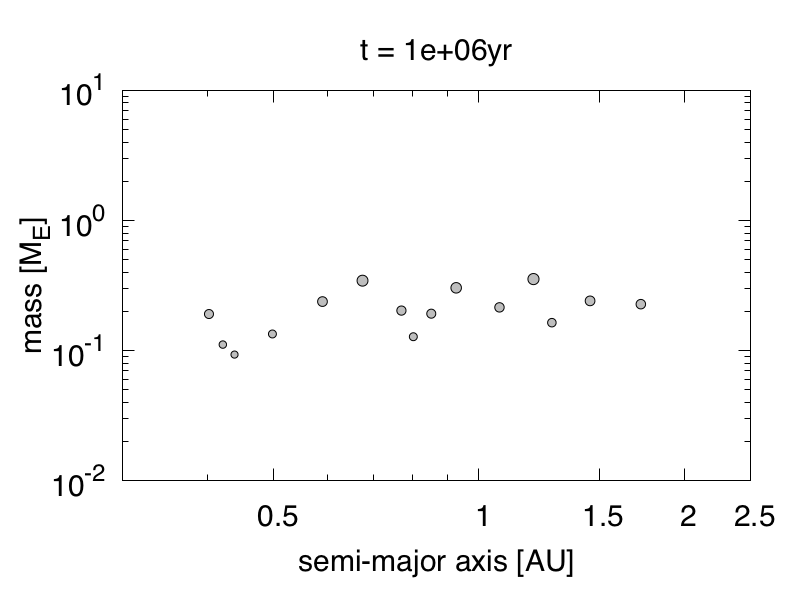 t = 1e+06yr
10^1
10^0
10^-1
10^-2
mass [M_E]
0.5 1 1.5 2 2.5
semi-major axis [AU]